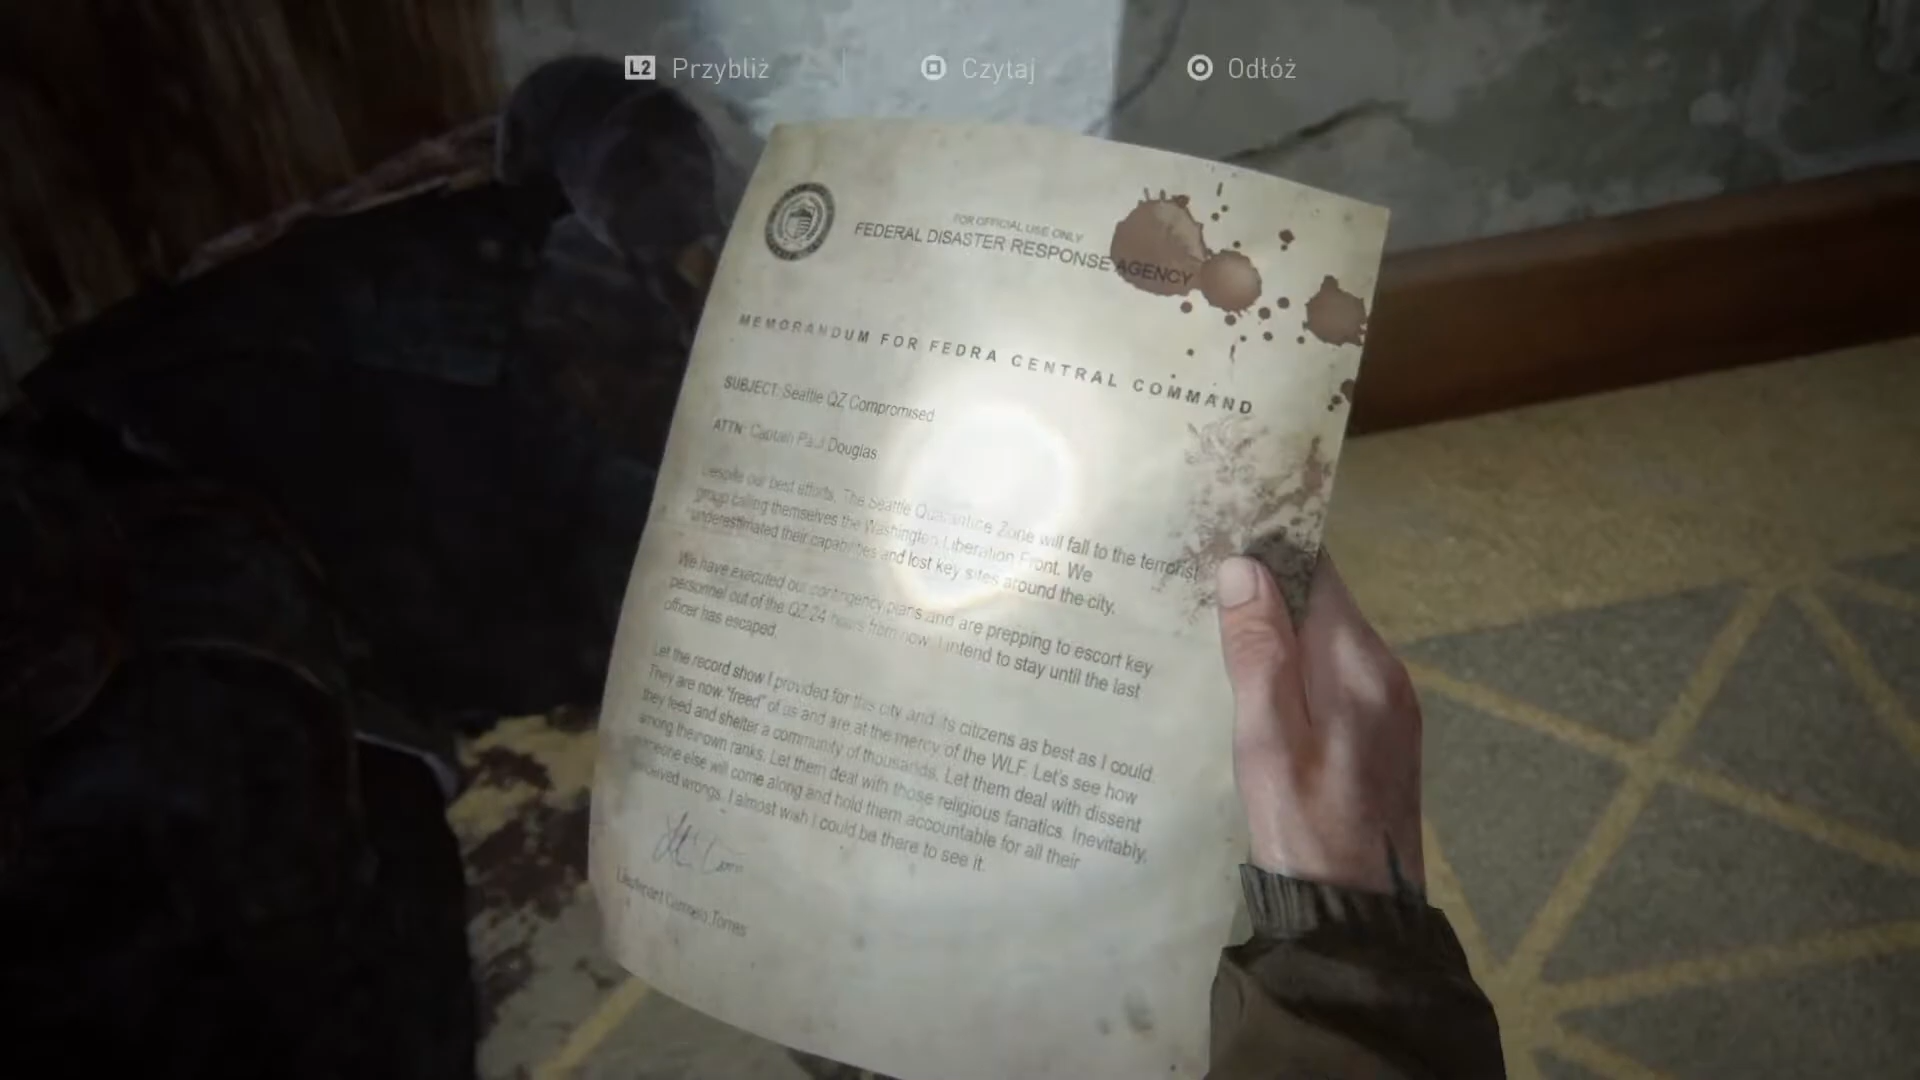 L2 Przybliż Czytaj Odłóż
FOR OFFICIAL USE ONLY
FEDERAL DISASTER RESPONSE AGENCY
MEMORANDUM FOR FEDRA CENTRAL COMMAND
SUBJECT: Seattle QZ Compromised
ATTN: Captain Paul Douglas
Despite our best efforts, The Seattle Quarantine Zone will fall to the terrorist
group calling themselves the Washington Liberation Front. We
underestimated their capabilities and lost key sites around the city.
We have executed our contingency plans and are prepping to escort key
personnel out of the QZ 24 hours from now. I intend to stay until the last
officer has escaped.
Let the record show I provided for this city and its citizens as best as I could.
They are now "freed" of us and are at the mercy of the WLF. Let's see how
they feed and shelter a community of thousands. Let them deal with dissent
among their own ranks. Let them deal with those religious fanatics. Inevitably,
someone else will come along and hold them accountable for all their
perceived wrongs. I almost wish I could be there to see it.
Lieutenant Torres